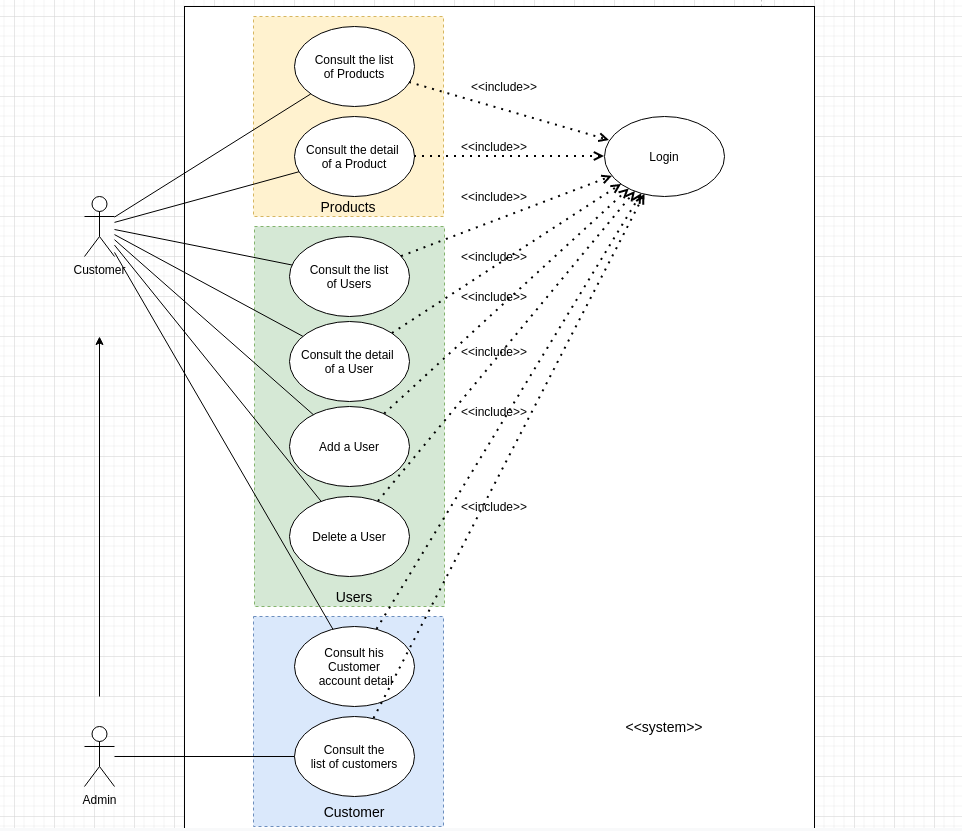 Consult the list
of Products
<<include>>
Consult the detail
of a Product
<<include>>
Login
Products
<<include>>
Customer
Consult the list
of Users
<<include>>
<<include>>
Consult the detail
of a User
<<include>>
Add a User
<<include>>
Delete a User
<<include>>
Users
Consult his
Customer
account detail
<<system>>
Consult the
list of customers
Admin
Customer